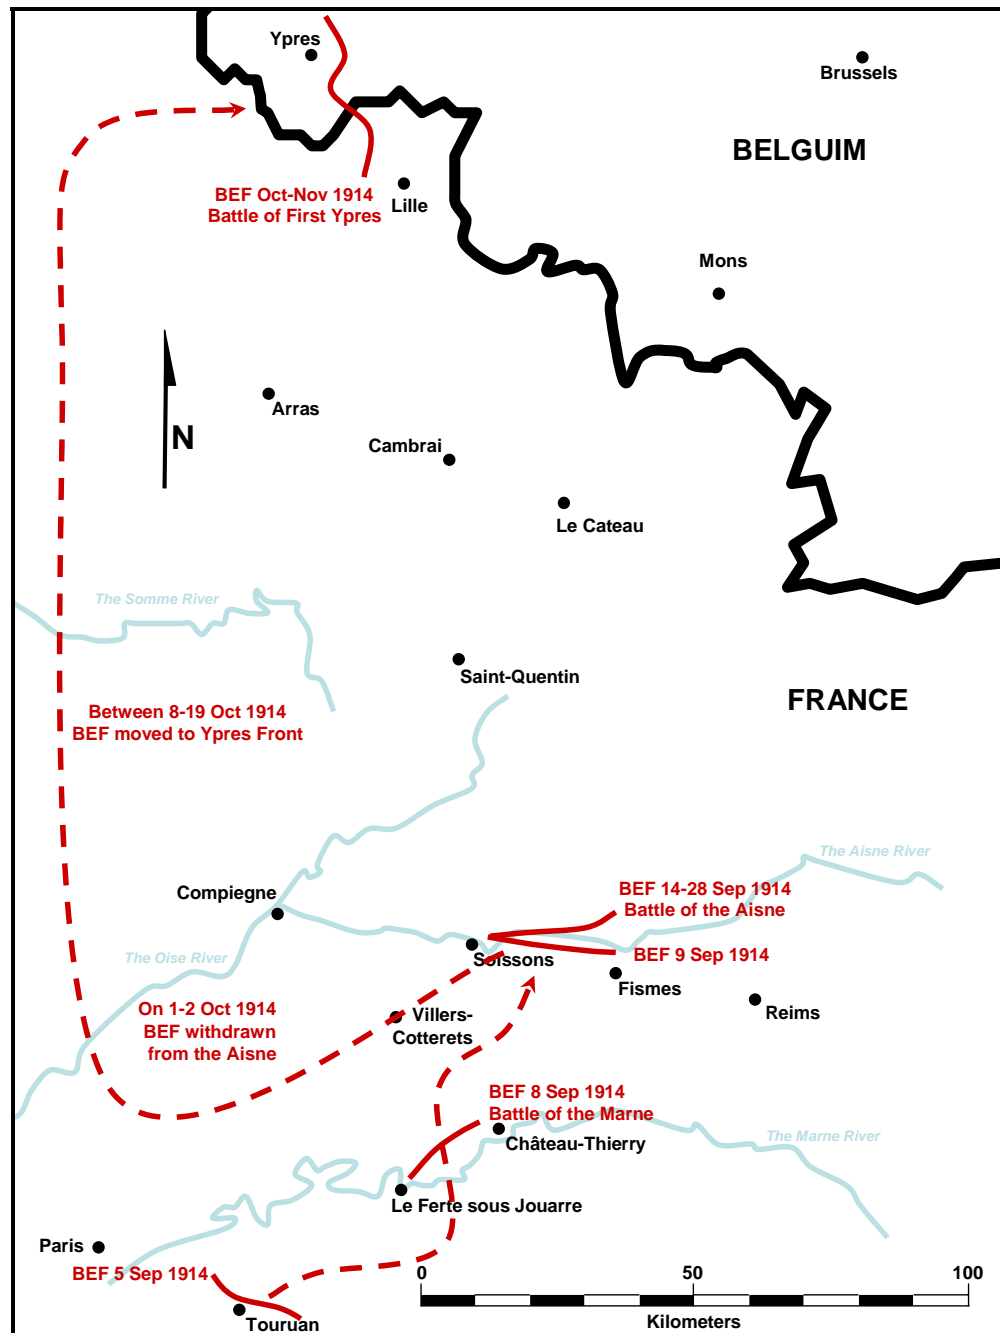 Ypres
Brussels
BELGUIM
BEF Oct-Nov 1914
Battle of First Ypres
Lille
Mons
Arras
N
Cambrai
Le Cateau
The Somme River
Saint-Quentin
FRANCE
Between 8-19 Oct 1914
BEF moved to Ypres Front
The Aisne River
Compiegne
BEF 14-28 Sep 1914
Battle of the Aisne
The Oise River
Soissons
BEF 9 Sep 1914
Fismes
Reims
On 1-2 Oct 1914
BEF withdrawn
from the Aisne
Villers-
Cotterets
BEF 8 Sep 1914
Battle of the Marne
Château-Thierry
The Marne River
Le Ferte sous Jouarre
Paris
BEF 5 Sep 1914
Touruan
0 50 100
Kilometers